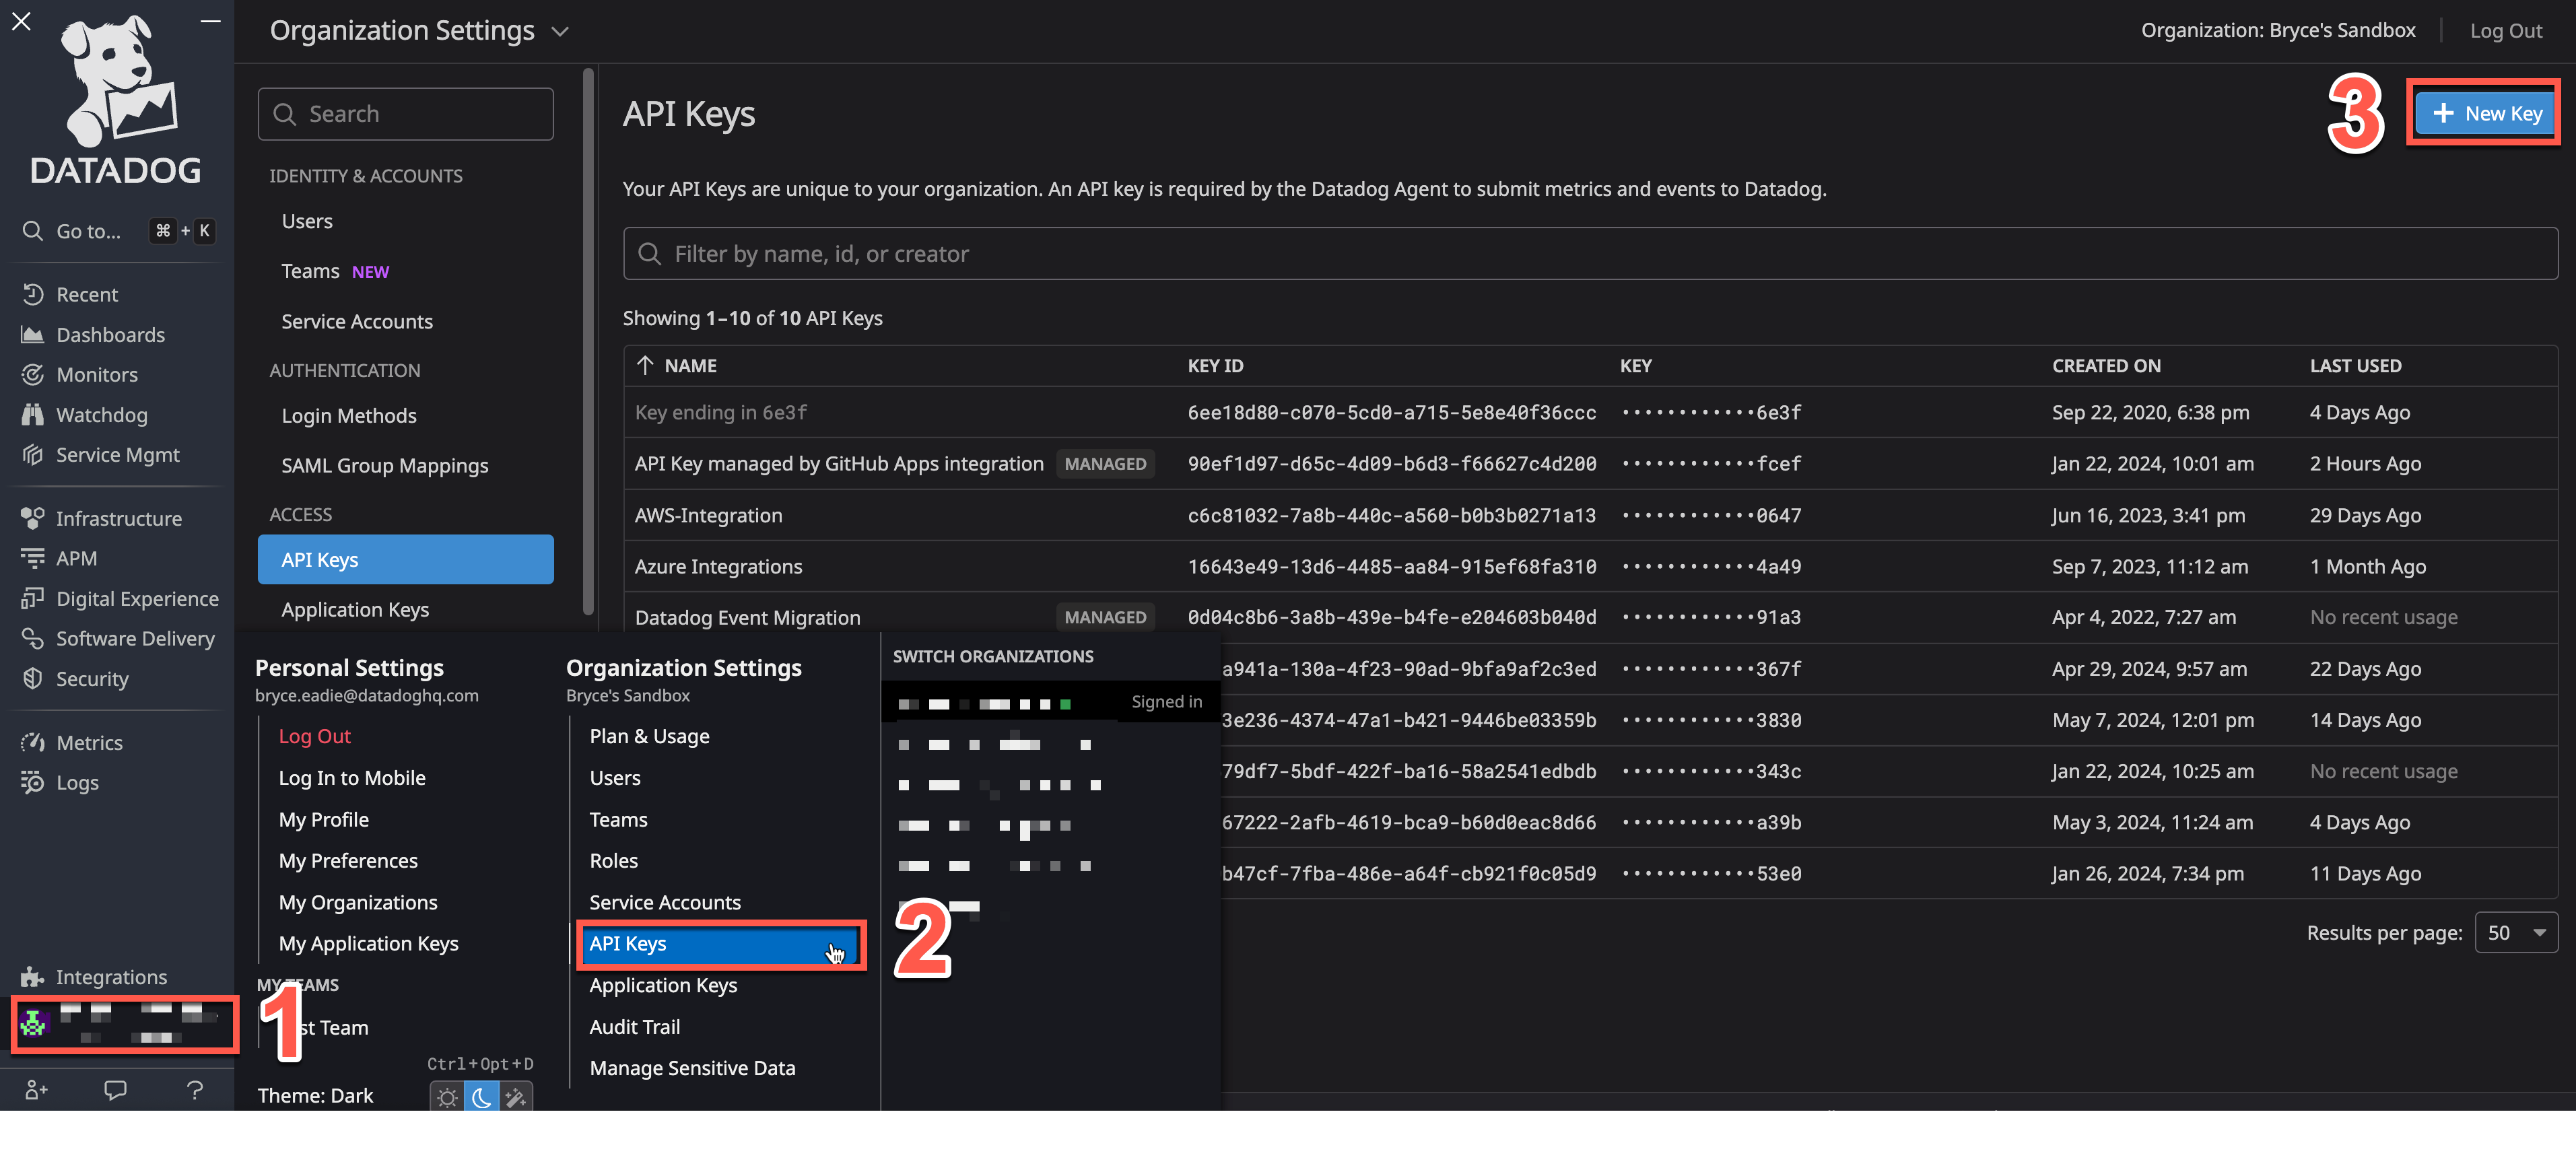 DATADOG
Go to... ⌘ + K
Recent
Dashboards
Monitors
Watchdog
Service Mgmt
Infrastructure
APM
Digital Experience
Software Delivery
Security
Metrics
Logs
Integrations
1
Organization Settings
Organization: Bryce's Sandbox
Log Out
Search
IDENTITY & ACCOUNTS
Users
Teams NEW
Service Accounts
AUTHENTICATION
Login Methods
SAML Group Mappings
ACCESS
API Keys
Application Keys
API Keys
3
+ New Key
Your API Keys are unique to your organization. An API key is required by the Datadog Agent to submit metrics and events to Datadog.
Filter by name, id, or creator
Showing 1–10 of 10 API Keys
NAME KEY ID KEY CREATED ON LAST USED
Key ending in 6e3f 6ee18d80-c070-5cd0-a715-5e8e40f36ccc ••••••••••••6e3f Sep 22, 2020, 6:38 pm 4 Days Ago
API Key managed by GitHub Apps integration MANAGED 90ef1d97-d65c-4d09-b6d3-f66627c4d200 ••••••••••••fcef Jan 22, 2024, 10:01 am 2 Hours Ago
AWS-Integration c6c81032-7a8b-440c-a560-b0b3b0271a13 ••••••••••••0647 Jun 16, 2023, 3:41 pm 29 Days Ago
Azure Integrations 16643e49-13d6-4485-aa84-915ef68fa310 ••••••••••••4a49 Sep 7, 2023, 11:12 am 1 Month Ago
Datadog Event Migration MANAGED 0d04c8b6-3a8b-439e-b4fe-e204603b040d ••••••••••••91a3 Apr 4, 2022, 7:27 am No recent usage
a941a-130a-4f23-90ad-9bfa9af2c3ed ••••••••••••367f Apr 29, 2024, 9:57 am 22 Days Ago
3e236-4374-47a1-b421-9446be03359b ••••••••••••3830 May 7, 2024, 12:01 pm 14 Days Ago
79df7-5bdf-422f-ba16-58a2541edbdb ••••••••••••343c Jan 22, 2024, 10:25 am No recent usage
67222-2afb-4619-bca9-b60d0eac8d66 ••••••••••••a39b May 3, 2024, 11:24 am 4 Days Ago
b47cf-7fba-486e-a64f-cb921f0c05d9 ••••••••••••53e0 Jan 26, 2024, 7:34 pm 11 Days Ago
Results per page: 50
Personal Settings
bryce.eadie@datadoghq.com
Log Out
Log In to Mobile
My Profile
My Preferences
My Organizations
My Application Keys
MY TEAMS
st Team
Ctrl+Opt+D
Theme: Dark
Organization Settings
Bryce's Sandbox
Plan & Usage
Users
Teams
Roles
Service Accounts
API Keys
2
Application Keys
Audit Trail
Manage Sensitive Data
SWITCH ORGANIZATIONS
Signed in